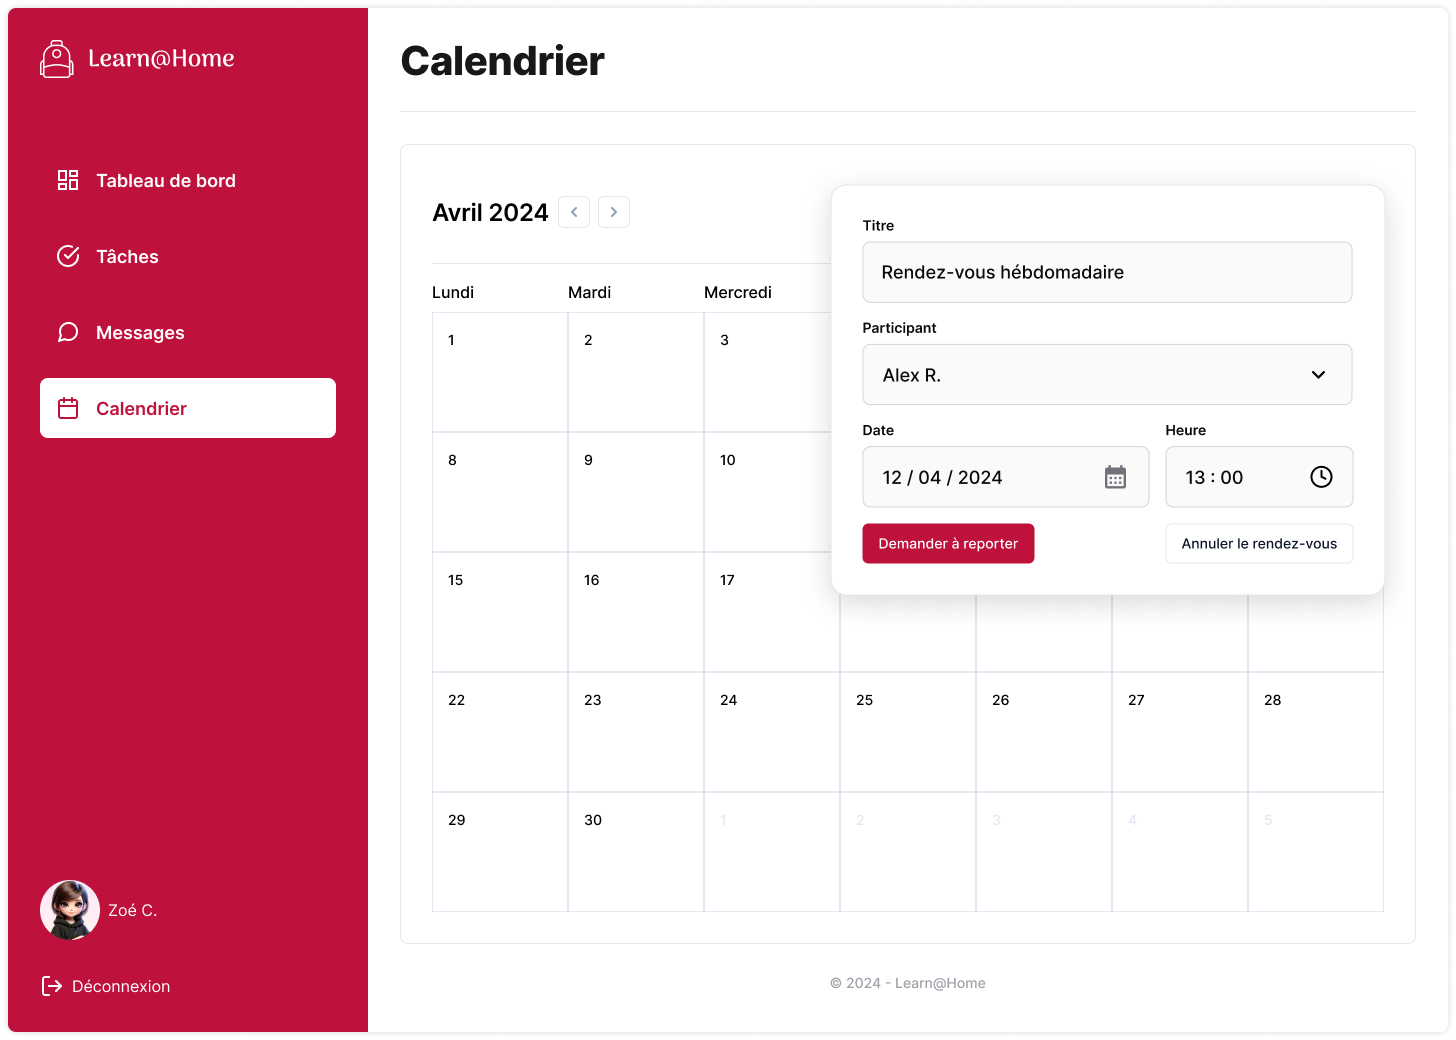 Learn@Home
Tableau de bord
Tâches
Messages
Calendrier
Zoé C.
Déconnexion
Calendrier
Avril 2024
Titre
Rendez-vous hébdomadaire
Participant
Alex R.
Date
Heure
12 / 04 / 2024
13 : 00
Demander à reporter
Annuler le rendez-vous
Lundi Mardi Mercredi
1 2 3
8 9 10
15 16 17
22 23 24 25 26 27 28
29 30 1 2 3 4 5
© 2024 - Learn@Home